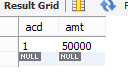 Result Grid
acd amt
1 50000
NULL NULL